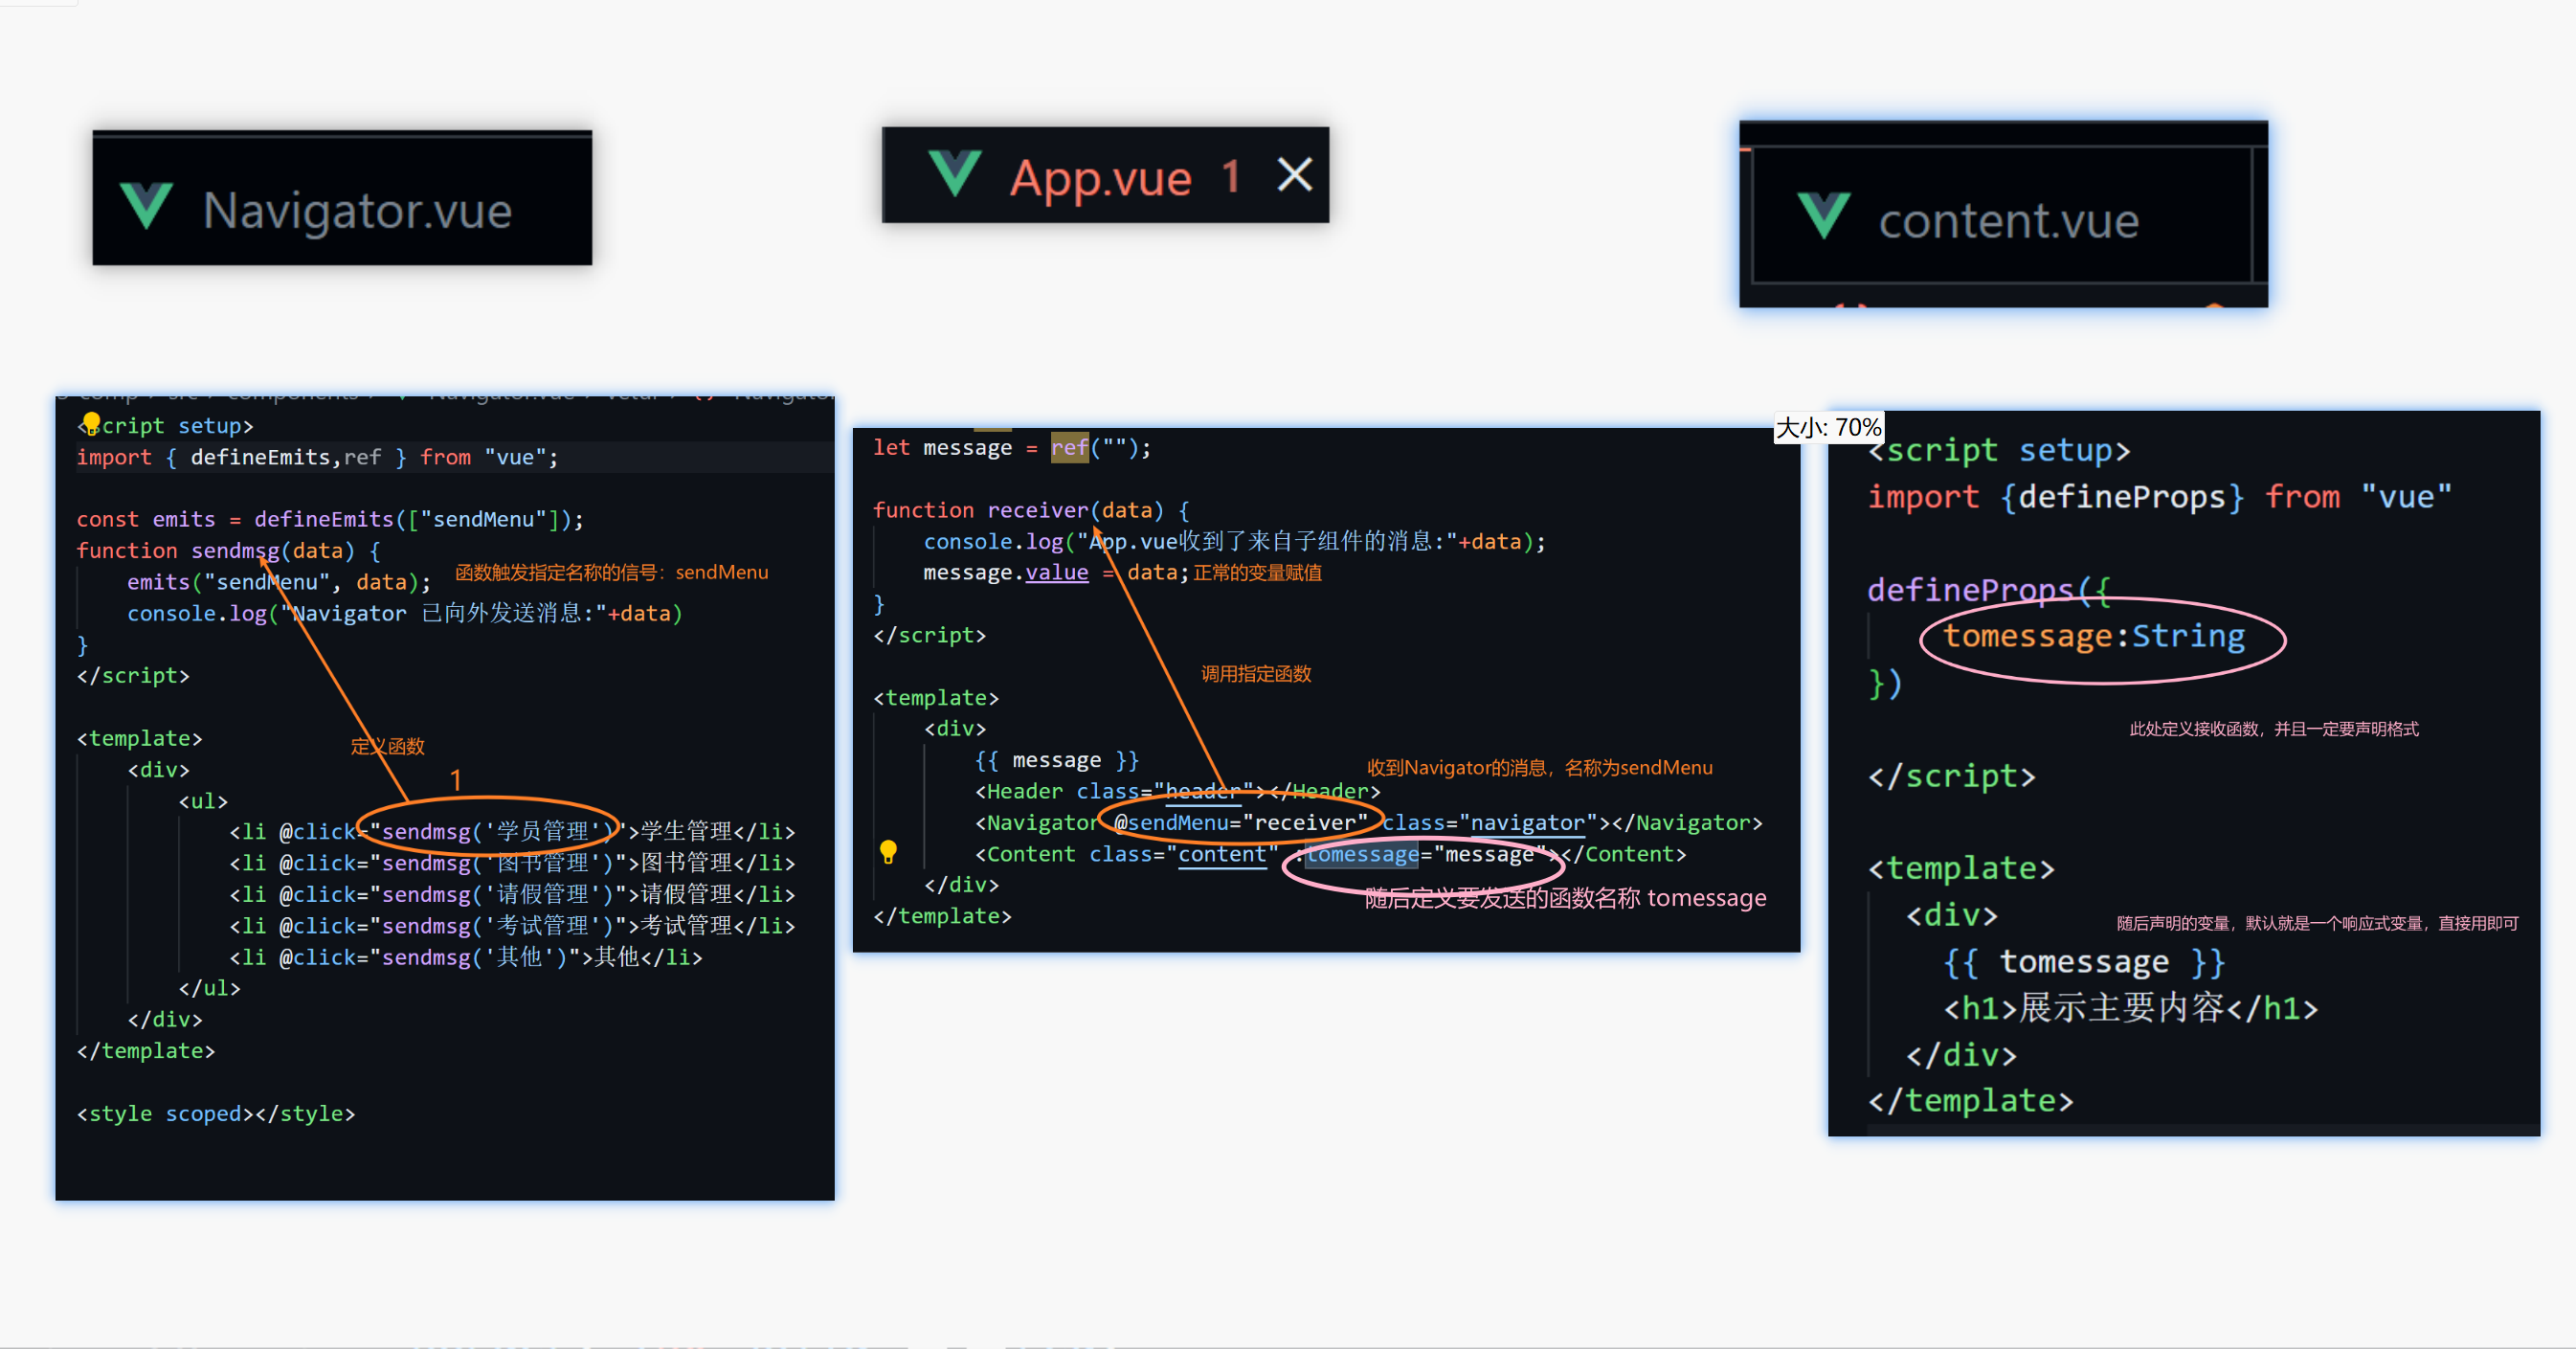 Navigator.vue
App.vue 1
content.vue
<script setup>
import { defineEmits,ref } from "vue";
const emits = defineEmits(["sendMenu"]);
function sendmsg(data) {
emits("sendMenu", data); 函数触发指定名称的信号：sendMenu
console.log("Navigator 已向外发送消息:"+data)
}
</script>
<template>
定义函数
<div>
1
<ul>
<li @click="sendmsg('学员管理')">学生管理</li>
<li @click="sendmsg('图书管理')">图书管理</li>
<li @click="sendmsg('请假管理')">请假管理</li>
<li @click="sendmsg('考试管理')">考试管理</li>
<li @click="sendmsg('其他')">其他</li>
</ul>
</div>
</template>
<style scoped></style>
let message = ref("");
function receiver(data) {
console.log("App.vue收到了来自子组件的消息:"+data);
message.value = data; 正常的变量赋值
}
</script>
调用指定函数
<template>
<div>
{{ message }}
收到Navigator的消息，名称为sendMenu
<Header class="header"></Header>
<Navigator @sendMenu="receiver" class="navigator"></Navigator>
<Content class="content" :tomessage="message"></Content>
</div>
随后定义要发送的函数名称 tomessage
</template>
大小: 70%
<script setup>
import {defineProps} from "vue"
defineProps({
tomessage:String
})
此处定义接收函数，并且一定要声明格式
</script>
<template>
<div>
随后声明的变量，默认就是一个响应式变量，直接用即可
{{ tomessage }}
<h1>展示主要内容</h1>
</div>
</template>